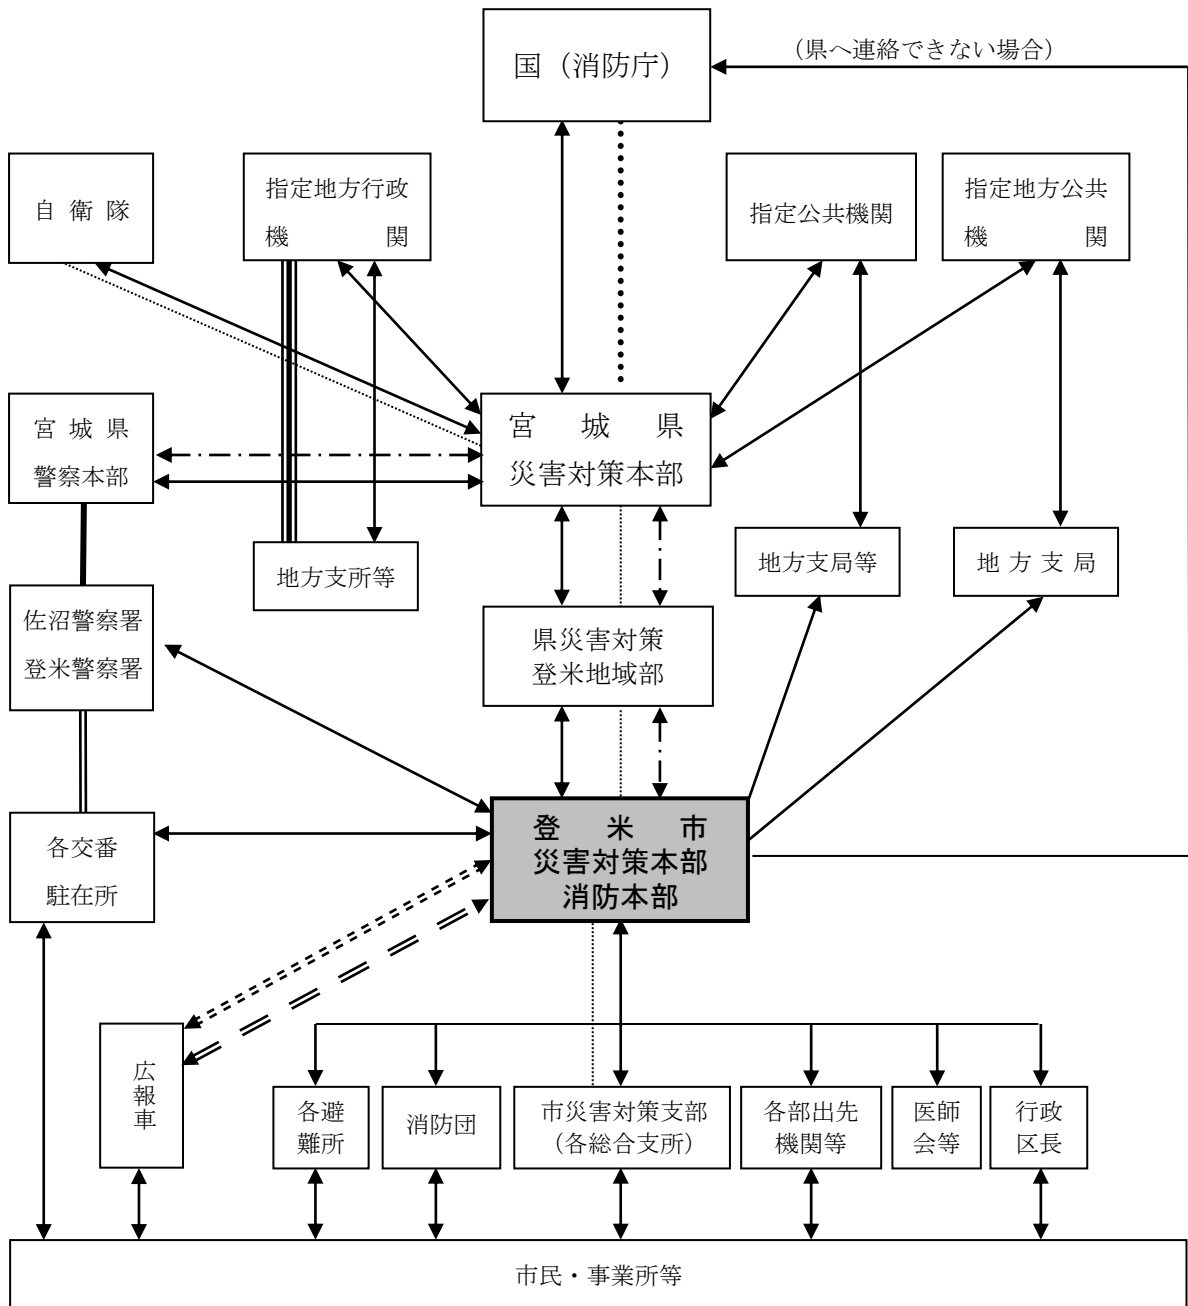 国（消防庁）
（県へ連絡できない場合）
自 衛 隊
指定地方行政
機　　　関
指定公共機関
指定地方公共
機　　　関
宮 城 県
警察本部
宮　城　県
災害対策本部
地方支所等
地方支局等
地 方 支 局
佐沼警察署
登米警察署
県災害対策
登米地域部
各交番
駐在所
登　米　市
災害対策本部
消防本部
広報車
各避
難所
消防団
市災害対策支部
（各総合支所）
各部出先
機関等
医師
会等
行政
区長
市民・事業所等